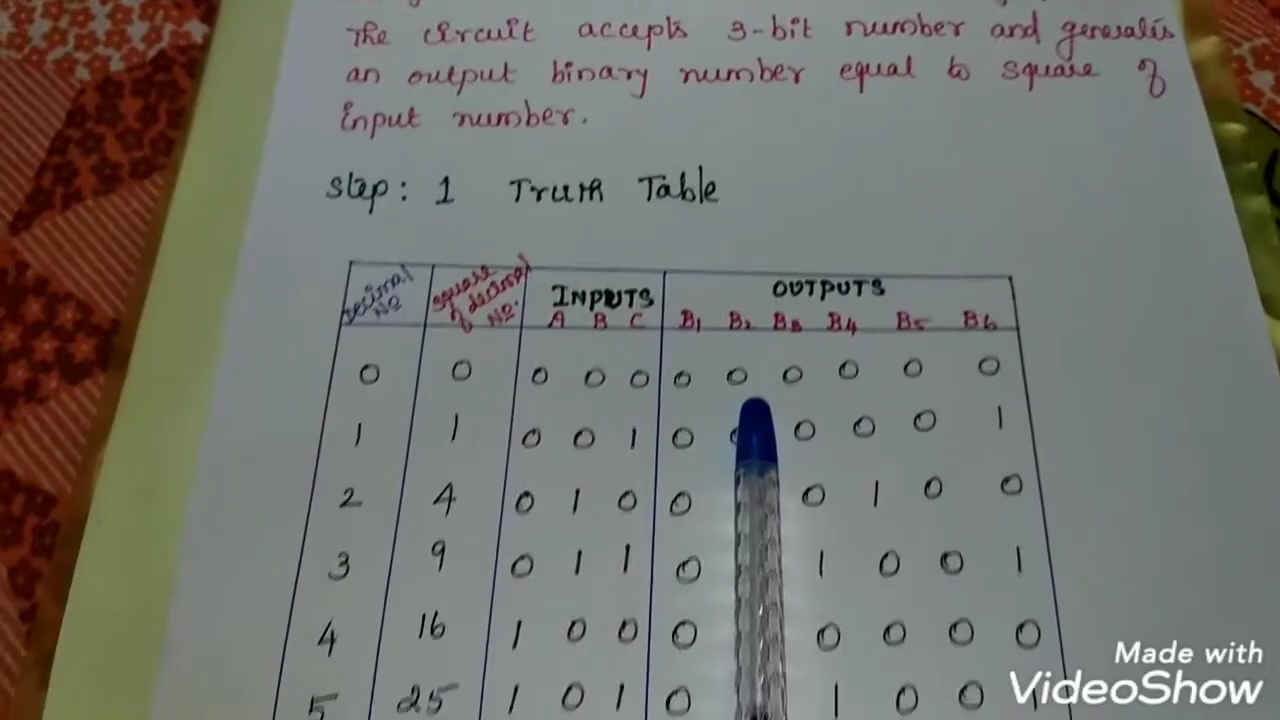 The circuit accepts 3-bit number and generates
an output binary number equal to square of
input number.
Step: 1 Truth Table
Decimal No
Square of decimal No.
INPUTS OUTPUTS
A B C B1 B2 B3 B4 B5 B6
0 0 0 0 0 0 0 0 0 0 0
1 1 0 0 1 0 0 0 0 1
2 4 0 1 0 0 0 1 0 0
3 9 0 1 1 0 1 0 0 1
4 16 1 0 0 0 0 0 0 0
5 25 1 0 1 0 1 0 0
Made with
VideoShow